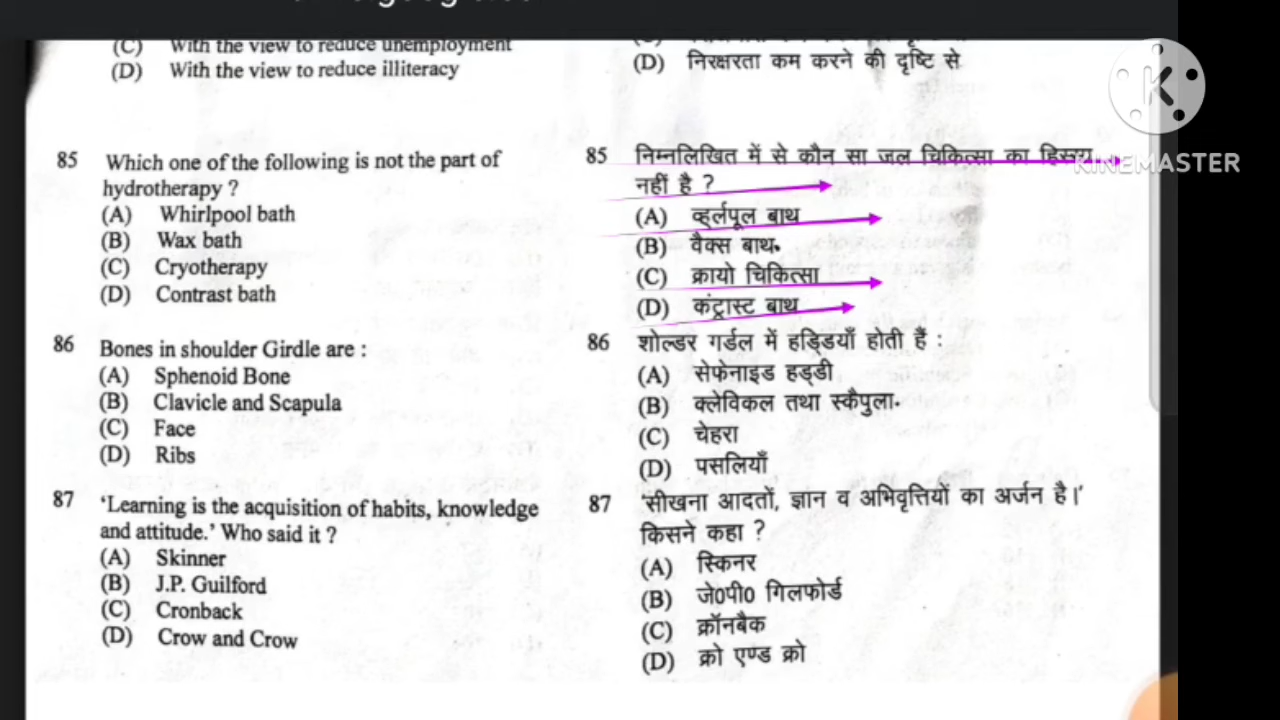 (C) With the view to reduce unemployment
(D) With the view to reduce illiteracy
85 Which one of the following is not the part of
hydrotherapy ?
(A) Whirlpool bath
(B) Wax bath
(C) Cryotherapy
(D) Contrast bath
86 Bones in shoulder Girdle are :
(A) Sphenoid Bone
(B) Clavicle and Scapula
(C) Face
(D) Ribs
87 ‘Learning is the acquisition of habits, knowledge
and attitude.’ Who said it ?
(A) Skinner
(B) J.P. Guilford
(C) Cronback
(D) Crow and Crow
(D) निरक्षरता कम करने की दृष्टि से
85 निम्नलिखित में से कौन सा जल चिकित्सा का हिस्सा
नहीं है ?
(A) व्हर्लपूल बाथ
(B) वैक्स बाथ
(C) क्रायो चिकित्सा
(D) कंट्रास्ट बाथ
86 शोल्डर गर्डल में हड्डियाँ होती है :
(A) सेफेनाइड हड्डी
(B) क्लेविकल तथा स्कैपुला
(C) चेहरा
(D) पसलियाँ
87 ‘सीखना आदतों, ज्ञान व अभिवृत्तियों का अर्जन है।’
किसने कहा ?
(A) स्किनर
(B) जे0पी0 गिलफोर्ड
(C) क्रॉनबैक
(D) क्रो एण्ड क्रो
K
KINEMASTER